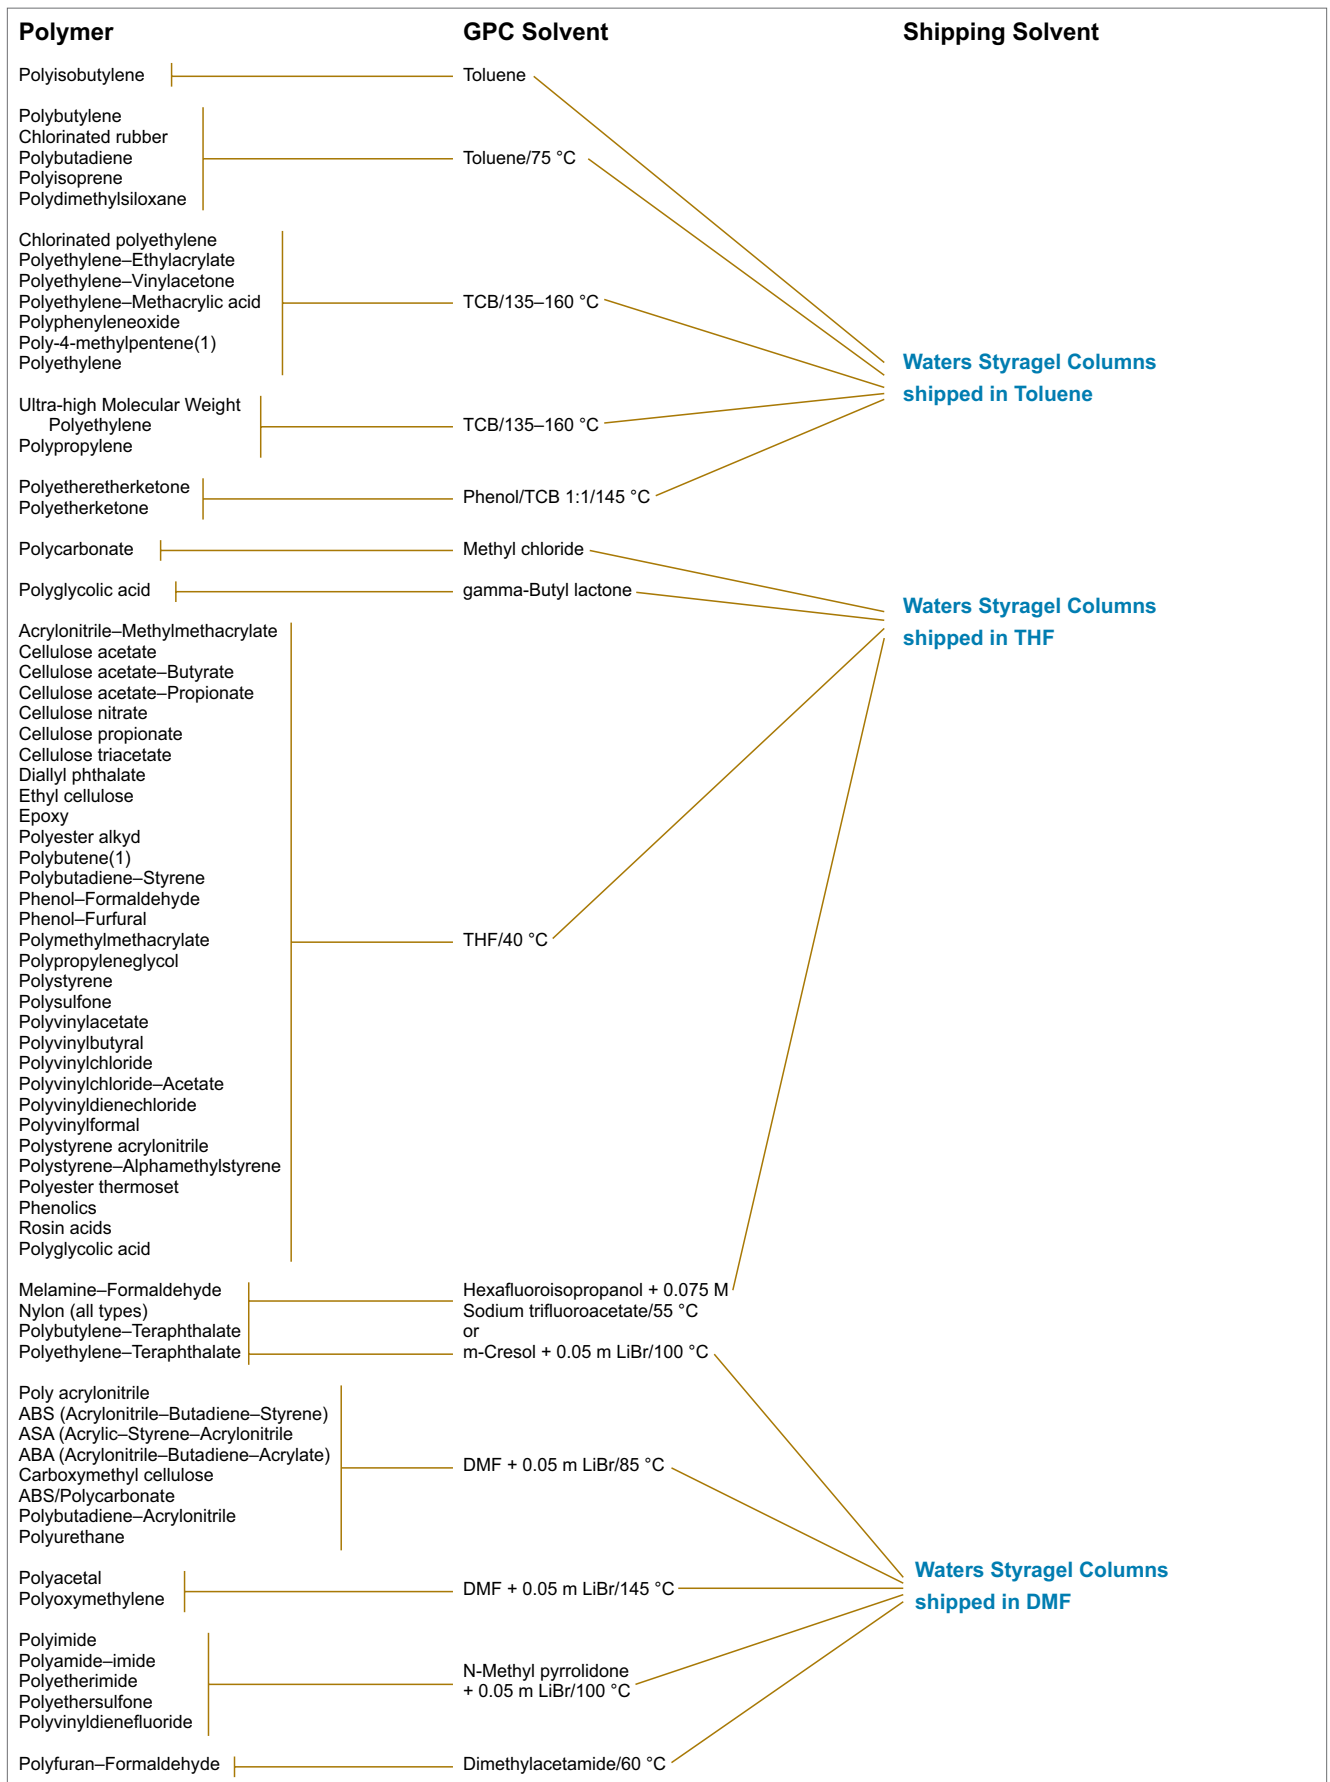 Polymer
GPC Solvent
Shipping Solvent
Polyisobutylene
Toluene
Polybutylene
Chlorinated rubber
Polybutadiene
Polyisoprene
Polydimethylsiloxane
Toluene/75 °C
Chlorinated polyethylene
Polyethylene–Ethylacrylate
Polyethylene–Vinylacetone
Polyethylene–Methacrylic acid
Polyphenyleneoxide
Poly-4-methylpentene(1)
Polyethylene
TCB/135–160 °C
Ultra-high Molecular Weight
Polyethylene
Polypropylene
TCB/135–160 °C
Polyetheretherketone
Polyetherketone
Phenol/TCB 1:1/145 °C
Waters Styragel Columns
shipped in Toluene
Polycarbonate
Methyl chloride
Polyglycolic acid
gamma-Butyl lactone
Acrylonitrile–Methylmethacrylate
Cellulose acetate
Cellulose acetate–Butyrate
Cellulose acetate–Propionate
Cellulose nitrate
Cellulose propionate
Cellulose triacetate
Diallyl phthalate
Ethyl cellulose
Epoxy
Polyester alkyd
Polybutene(1)
Polybutadiene–Styrene
Phenol–Formaldehyde
Phenol–Furfural
Polymethylmethacrylate
Polypropyleneglycol
Polystyrene
Polysulfone
Polyvinylacetate
Polyvinylbutyral
Polyvinylchloride
Polyvinylchloride–Acetate
Polyvinyldienechloride
Polyvinylformal
Polystyrene acrylonitrile
Polystyrene–Alphamethylstyrene
Polyester thermoset
Phenolics
Rosin acids
Polyglycolic acid
THF/40 °C
Waters Styragel Columns
shipped in THF
Melamine–Formaldehyde
Nylon (all types)
Polybutylene–Teraphthalate
Polyethylene–Teraphthalate
Hexafluoroisopropanol + 0.075 M
Sodium trifluoroacetate/55 °C
or
m-Cresol + 0.05 m LiBr/100 °C
Poly acrylonitrile
ABS (Acrylonitrile–Butadiene–Styrene)
ASA (Acrylic–Styrene–Acrylonitrile
ABA (Acrylonitrile–Butadiene–Acrylate)
Carboxymethyl cellulose
ABS/Polycarbonate
Polybutadiene–Acrylonitrile
Polyurethane
DMF + 0.05 m LiBr/85 °C
Polyacetal
Polyoxymethylene
DMF + 0.05 m LiBr/145 °C
Polyimide
Polyamide–imide
Polyetherimide
Polyethersulfone
Polyvinyldienefluoride
N-Methyl pyrrolidone
+ 0.05 m LiBr/100 °C
Polyfuran–Formaldehyde
Dimethylacetamide/60 °C
Waters Styragel Columns
shipped in DMF